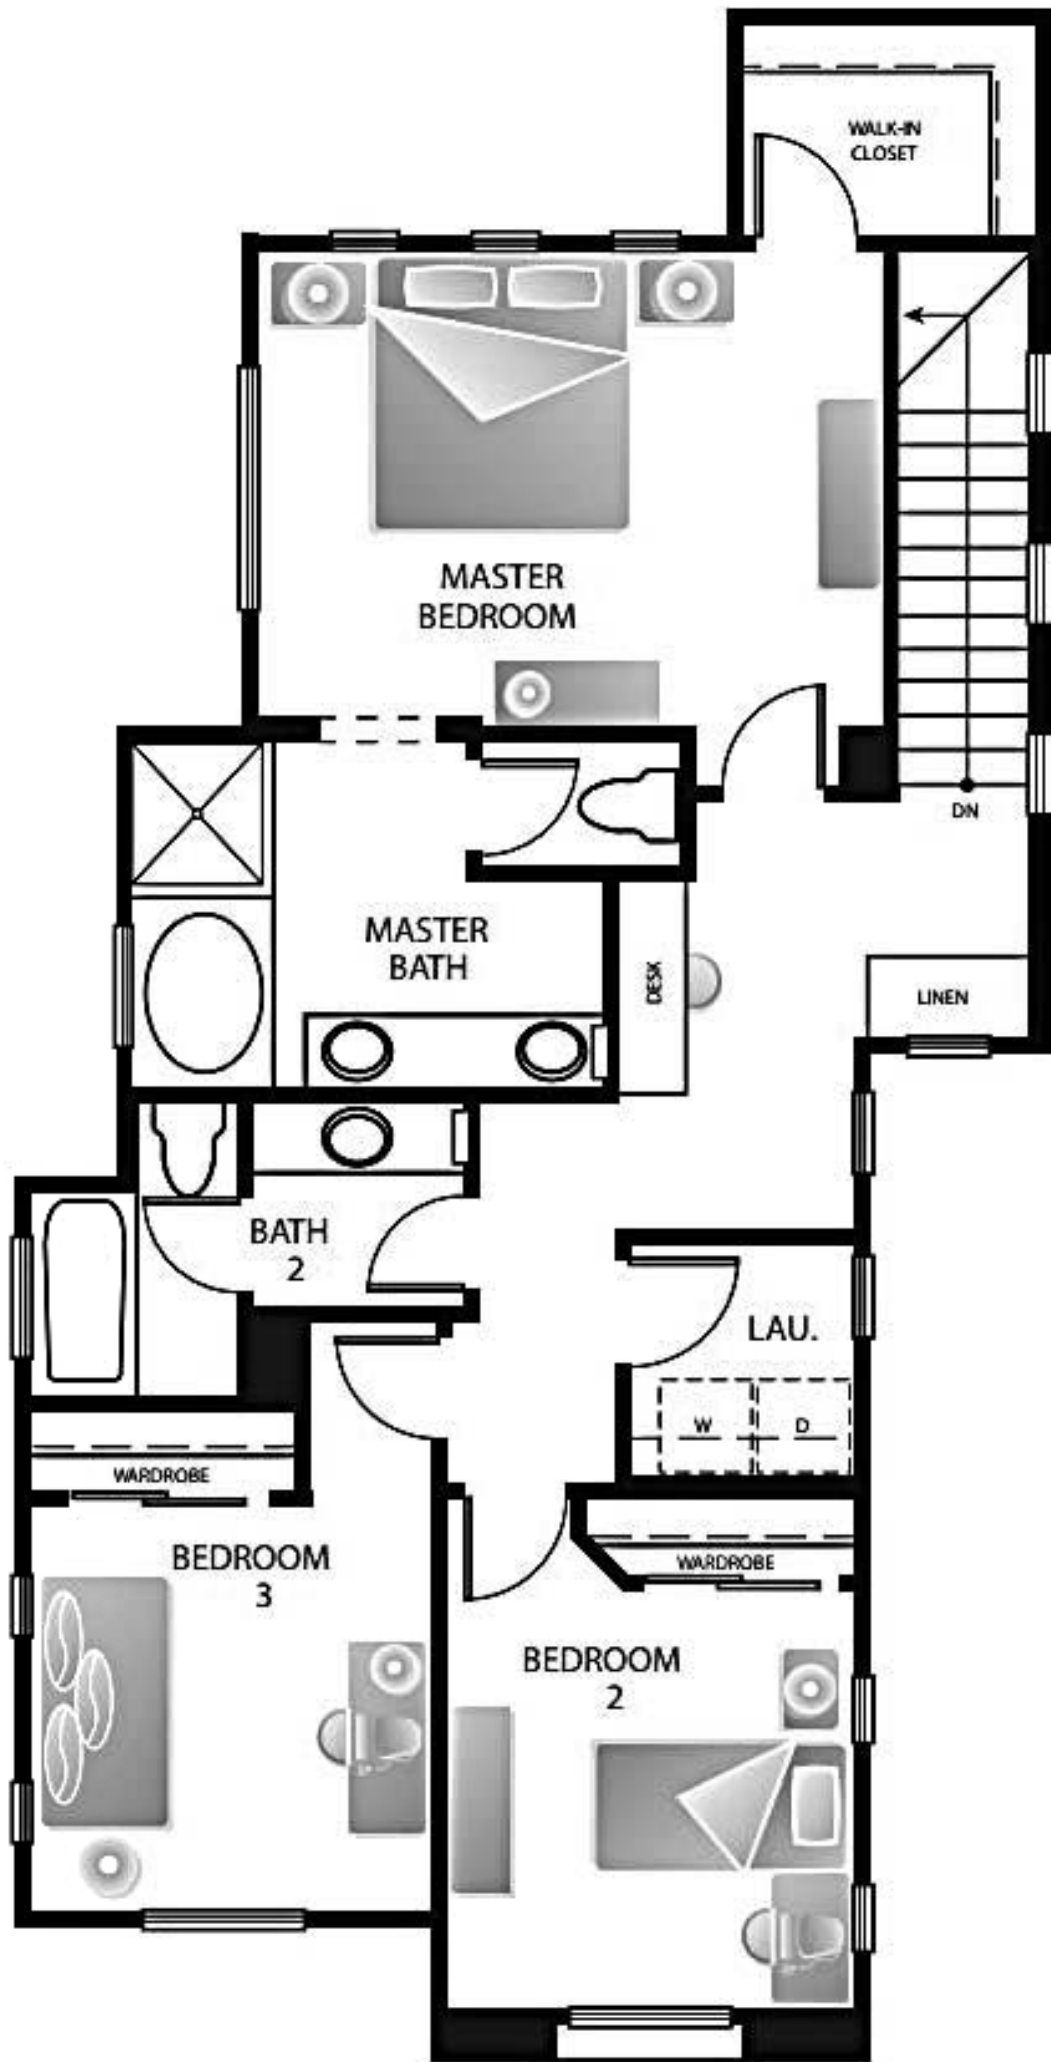 WALK-IN
CLOSET
MASTER
BEDROOM
DN
MASTER
BATH
DESK
LINEN
BATH
2
LAU.
W
D
WARDROBE
BEDROOM
3
WARDROBE
BEDROOM
2